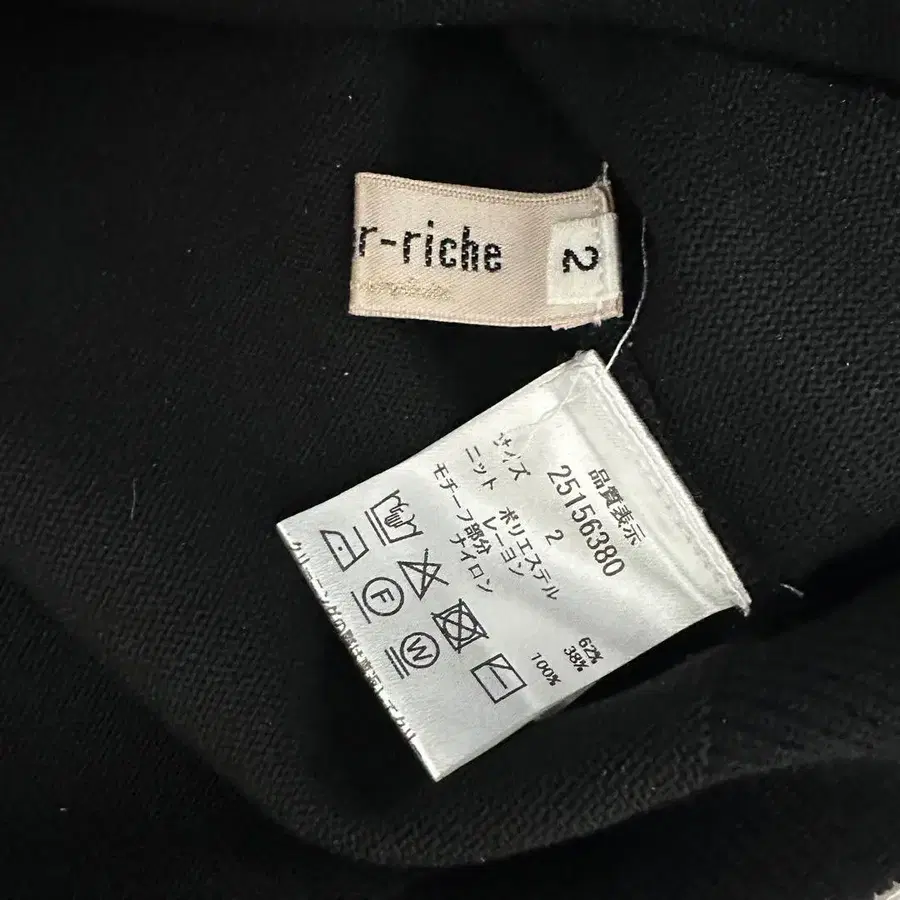 r-riche
2
品質表示
25156380
サイズ 2
ニット ポリエステル 62%
レーヨン 38%
モチーフ部分 ナイロン 100%
F
W